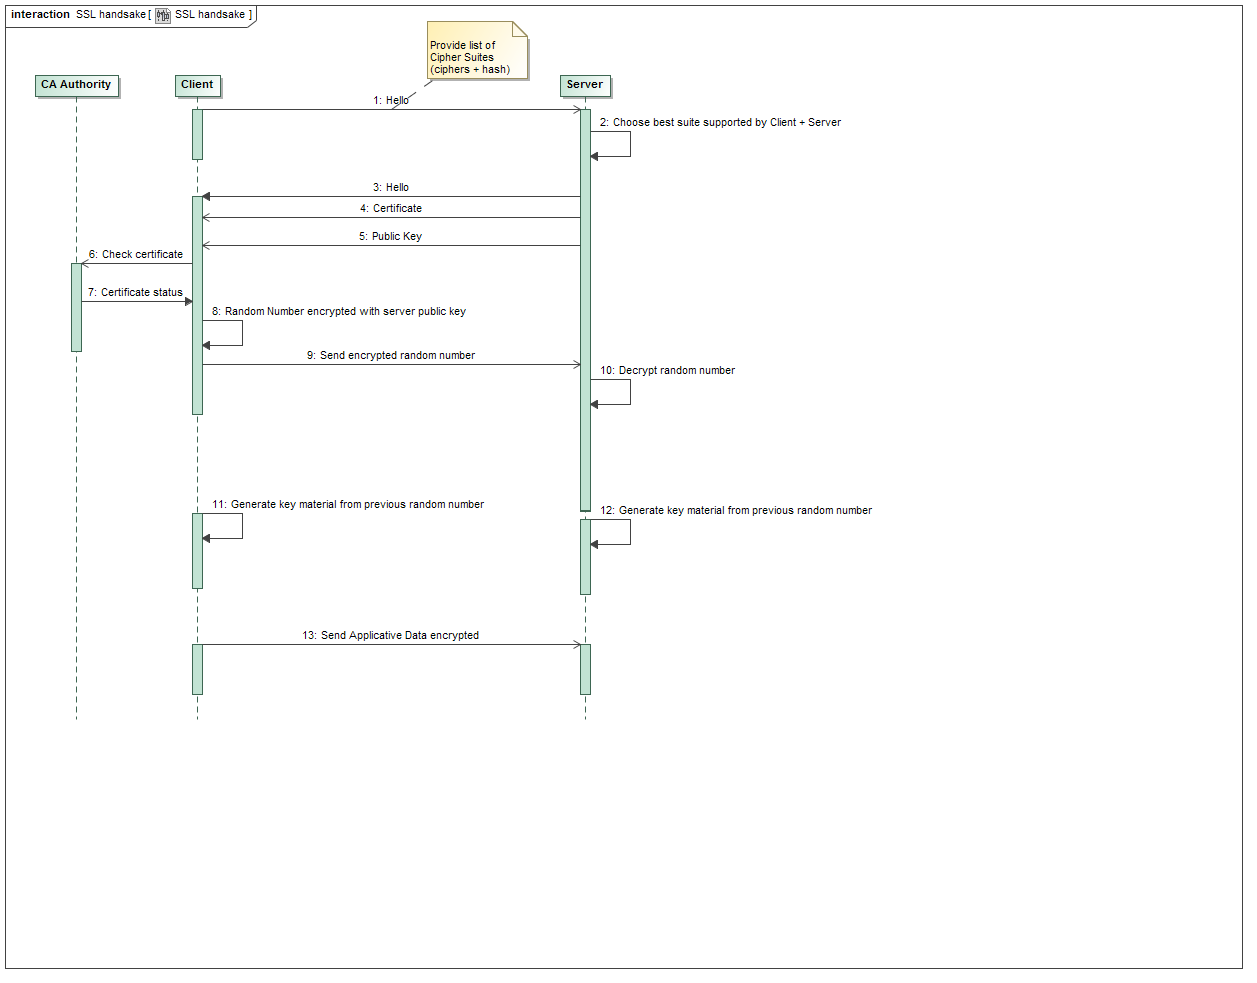 interaction SSL handsake [ SSL handsake ]
Provide list of
Cipher Suites
(ciphers + hash)
CA Authority
Client
Server
1: Hello
2: Choose best suite supported by Client + Server
3: Hello
4: Certificate
5: Public Key
6: Check certificate
7: Certificate status
8: Random Number encrypted with server public key
9: Send encrypted random number
10: Decrypt random number
11: Generate key material from previous random number
12: Generate key material from previous random number
13: Send Applicative Data encrypted